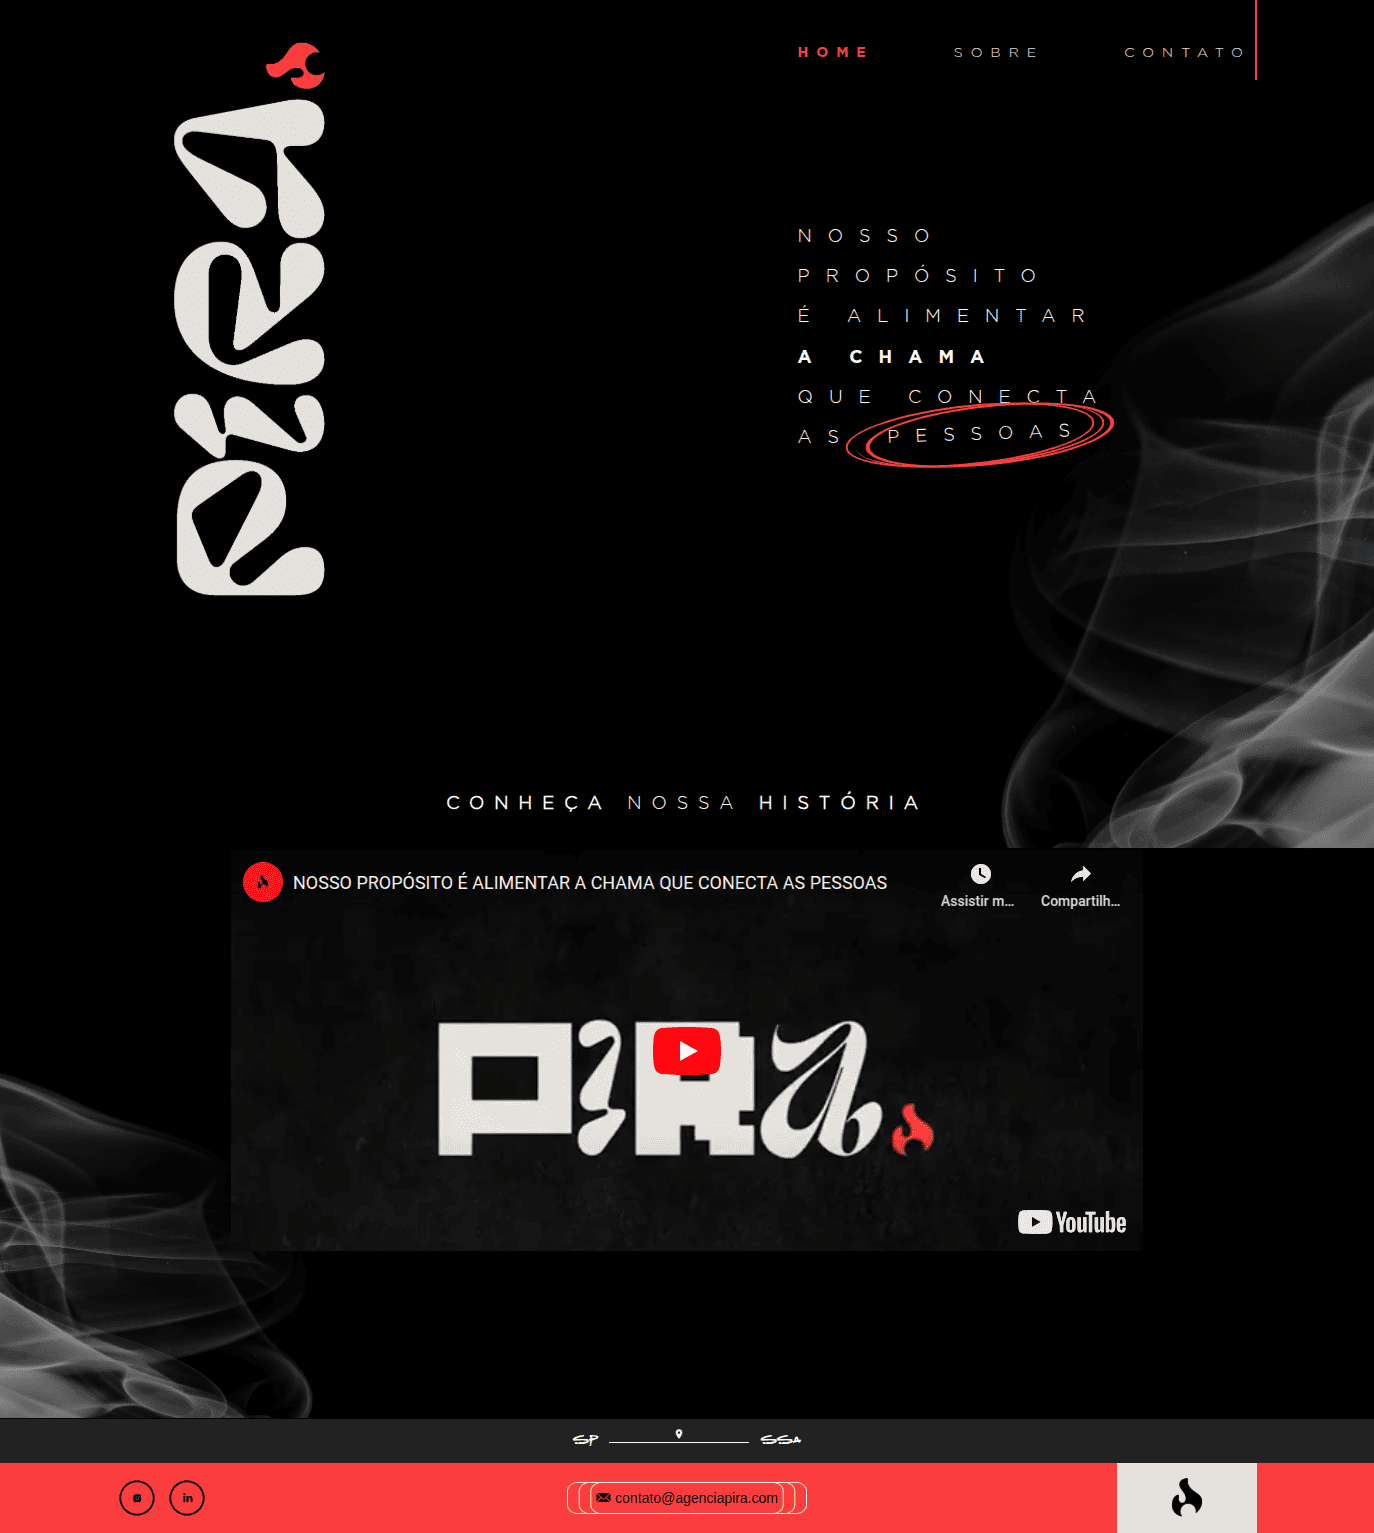 PiRA
HOME SOBRE CONTATO
NOSSO
PROPÓSITO
É ALIMENTAR
A CHAMA
QUE CONECTA
AS PESSOAS
CONHEÇA NOSSA HISTÓRIA
NOSSO PROPÓSITO É ALIMENTAR A CHAMA QUE CONECTA AS PESSOAS
Assistir m...
Compartilh...
PiRa
YouTube
SP SSA
in
contato@agenciapira.com